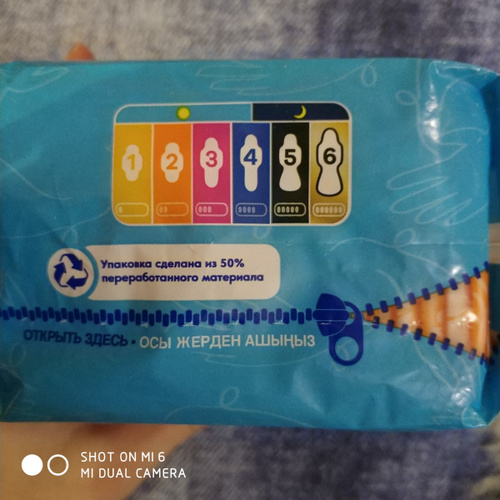 1 2 3 4 5 6
Упаковка сделана из 50%
переработанного материала
ОТКРЫТЬ ЗДЕСЬ • ОСЫ ЖЕРДЕН АШЫҢЫЗ
SHOT ON MI 6
MI DUAL CAMERA